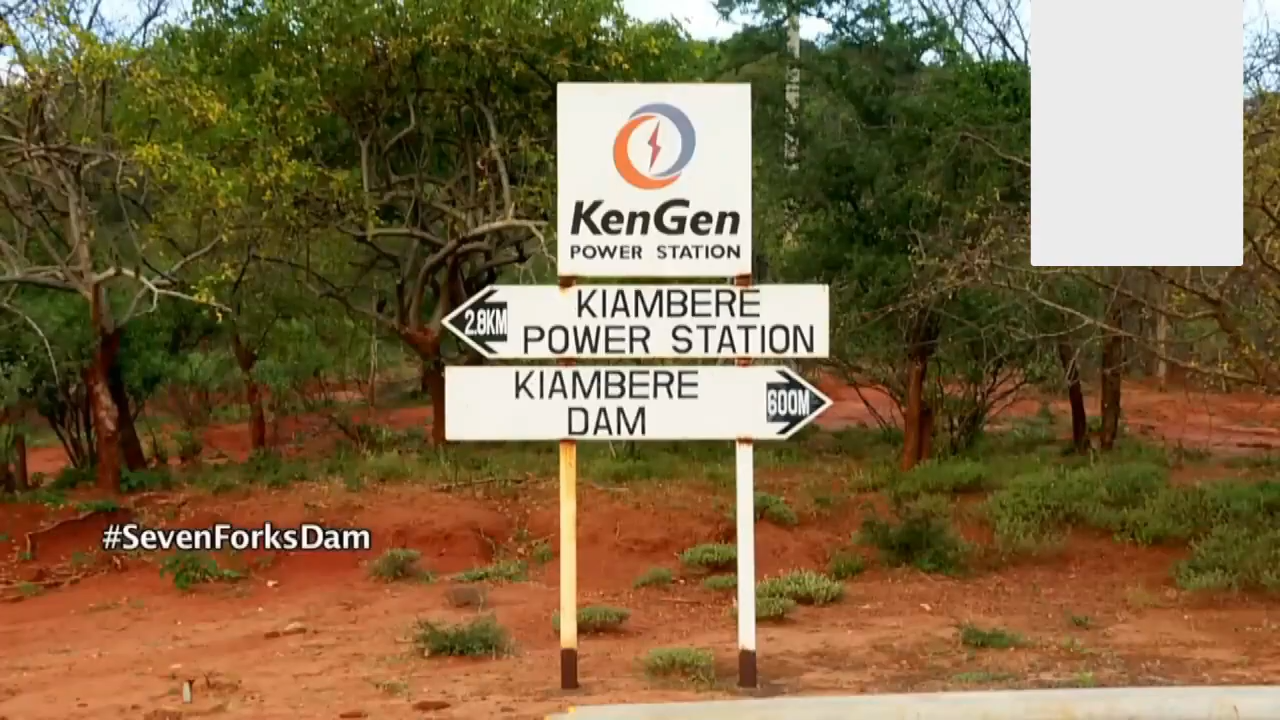 KenGen
POWER STATION
2.8KM
KIAMBERE
POWER STATION
KIAMBERE
DAM
600M
#SevenForksDam